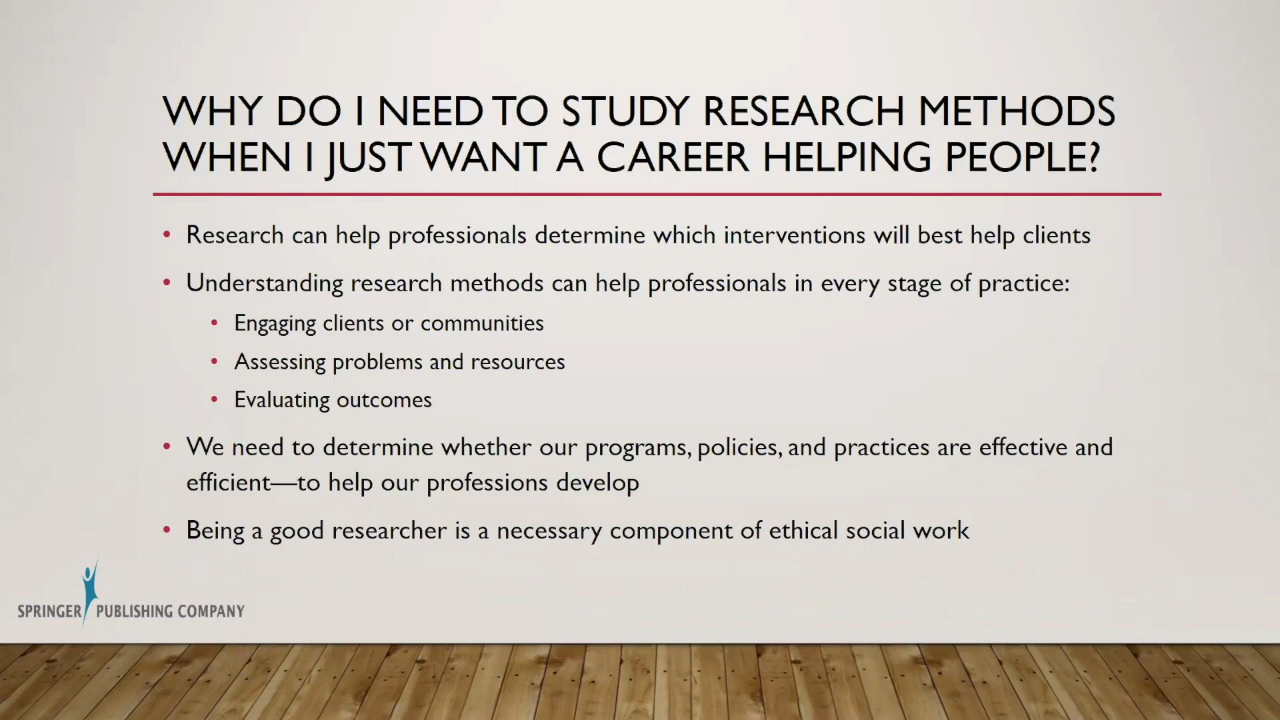 WHY DO I NEED TO STUDY RESEARCH METHODS
WHEN I JUST WANT A CAREER HELPING PEOPLE?
• Research can help professionals determine which interventions will best help clients
• Understanding research methods can help professionals in every stage of practice:
• Engaging clients or communities
• Assessing problems and resources
• Evaluating outcomes
• We need to determine whether our programs, policies, and practices are effective and
efficient—to help our professions develop
• Being a good researcher is a necessary component of ethical social work
SPRINGER PUBLISHING COMPANY